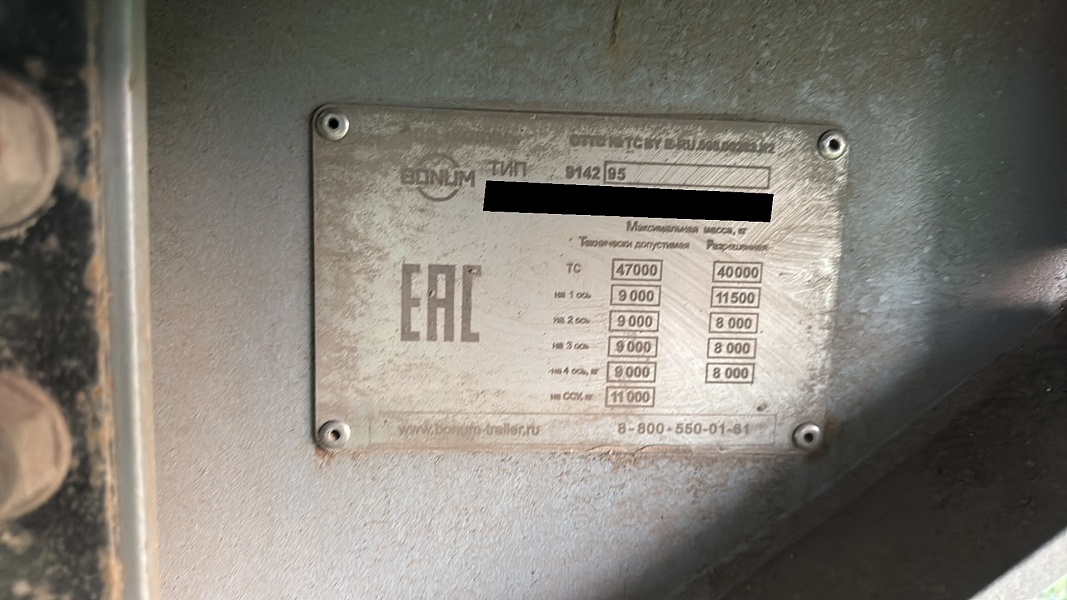 BONUM ТИП 9142 95
Максимальная масса, кг
Технически допустимая Разрешенная
ТС 47000 40000
на 1 ось 9 000 11500
на 2 ось 9 000 8 000
на 3 ось 9 000 8 000
на 4 ось, кг 9 000 8 000
на ССУ, кг 11 000
EAC
www.bonum-trailer.ru 8-800-550-01-61